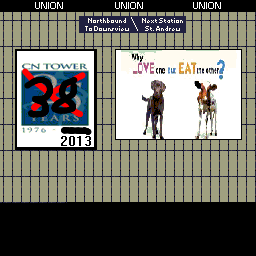 UNION UNION UNION
Northbound Next Station
To Downsview St. Andrew
CN TOWER
38
YEARS
1976 -
2013
Why
LOVE one but EAT the other?